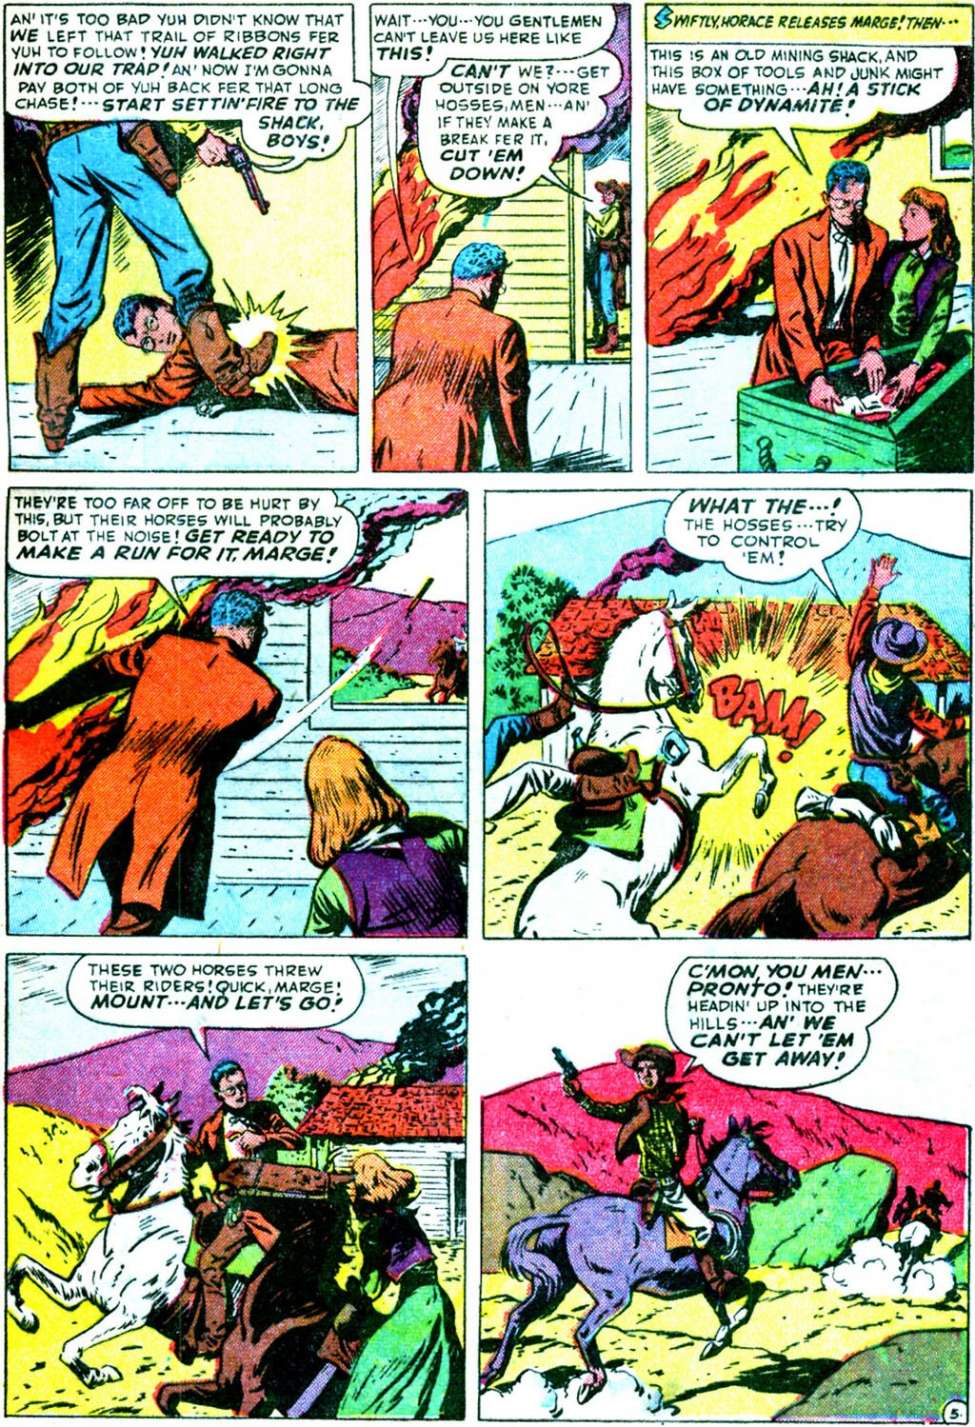 AN' IT'S TOO BAD YUH DIDN'T KNOW THAT
WE LEFT THAT TRAIL OF RIBBONS FER
YUH TO FOLLOW! YUH WALKED RIGHT
INTO OUR TRAP! AN' NOW I'M GONNA
PAY BOTH OF YUH BACK FER THAT LONG
CHASE!--- START SETTIN' FIRE TO THE
SHACK,
BOYS!
WAIT---YOU---YOU GENTLEMEN
CAN'T LEAVE US HERE LIKE
THIS!
CAN'T WE?---GET
OUTSIDE ON YORE
HOSSES, MEN---AN'
IF THEY MAKE A
BREAK FER IT,
CUT 'EM
DOWN!
SWIFTLY, HORACE RELEASES MARGE! THEN---
THIS IS AN OLD MINING SHACK, AND
THIS BOX OF TOOLS AND JUNK MIGHT
HAVE SOMETHING---AH! A STICK
OF DYNAMITE!
THEY'RE TOO FAR OFF TO BE HURT BY
THIS, BUT THEIR HORSES WILL PROBABLY
BOLT AT THE NOISE! GET READY TO
MAKE A RUN FOR IT, MARGE!
WHAT THE---!
THE HOSSES---TRY
TO CONTROL
'EM!
BAM!
THESE TWO HORSES THREW
THEIR RIDERS! QUICK, MARGE!
MOUNT---AND LET'S GO!
C'MON, YOU MEN---
PRONTO! THEY'RE
HEADIN' UP INTO THE
HILLS---AN' WE
CAN'T LET 'EM
GET AWAY!
5